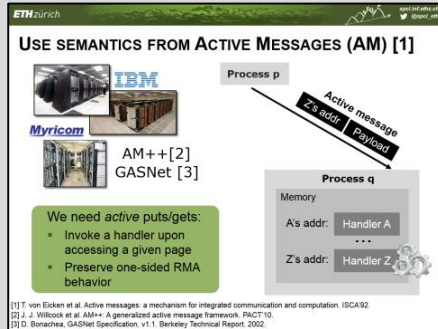 ETH zürich
spcl.inf.ethz.ch
@spcl_eth
USE SEMANTICS FROM ACTIVE MESSAGES (AM) [1]
IBM
Myricom
AM++[2]
GASNet [3]
We need active puts/gets:
Invoke a handler upon
accessing a given page
Preserve one-sided RMA
behavior
Process p
Active message
Z's addr
Payload
Process q
Memory
A's addr: Handler A
...
Z's addr: Handler Z
[1] T. von Eicken et al. Active messages: a mechanism for integrated communication and computation. ISCA'92.
[2] J. J. Willcock et al. AM++: A generalized active message framework. PACT'10.
[3] D. Bonachea, GASNet Specification, v1.1. Berkeley Technical Report. 2002.